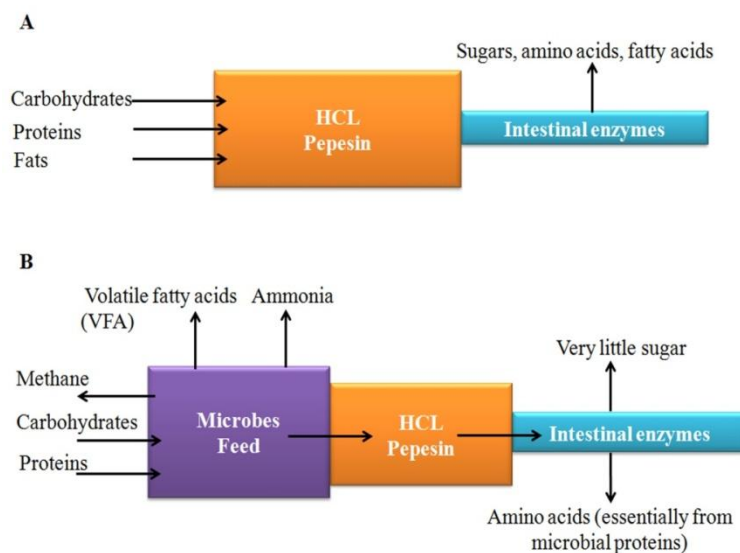 A
Sugars, amino acids, fatty acids
Carbohydrates
Proteins
Fats
HCL
Pepesin
Intestinal enzymes
B
Volatile fatty acids
(VFA)
Ammonia
Very little sugar
Methane
Carbohydrates
Proteins
Microbes
Feed
HCL
Pepesin
Intestinal enzymes
Amino acids (essentially from
microbial proteins)